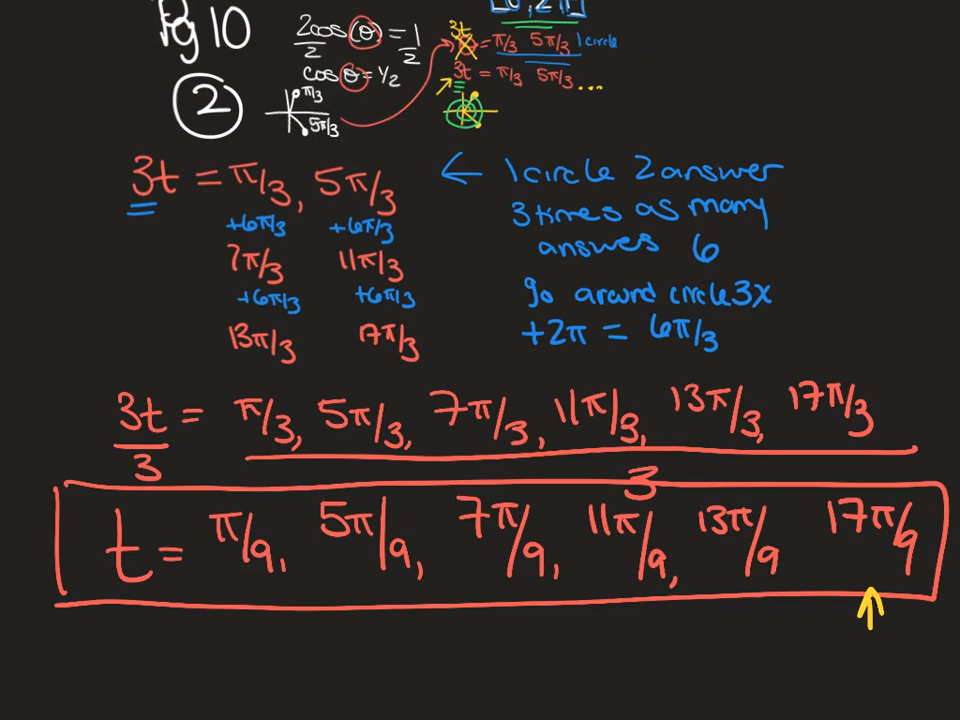 Pg 10
2
2cos(θ) = 1
2 2
cos θ = 1/2
π/3
5π/3
3t
= π/3 5π/3 1 circle
3t = π/3 5π/3 ...
3t = π/3, 5π/3
+6π/3 +6π/3
7π/3 11π/3
+6π/3 +6π/3
13π/3 17π/3
← 1 circle 2 answer
3 times as many
answers 6
go around circle 3x
+2π = 6π/3
3t = π/3, 5π/3, 7π/3, 11π/3, 13π/3, 17π/3
3 3
t = π/9, 5π/9, 7π/9, 11π/9, 13π/9 17π/9